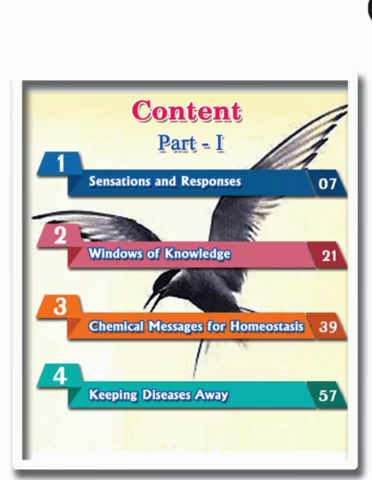 Content
Part - I
1
Sensations and Responses 07
2
Windows of Knowledge 21
3
Chemical Messages for Homeostasis 39
4
Keeping Diseases Away 57